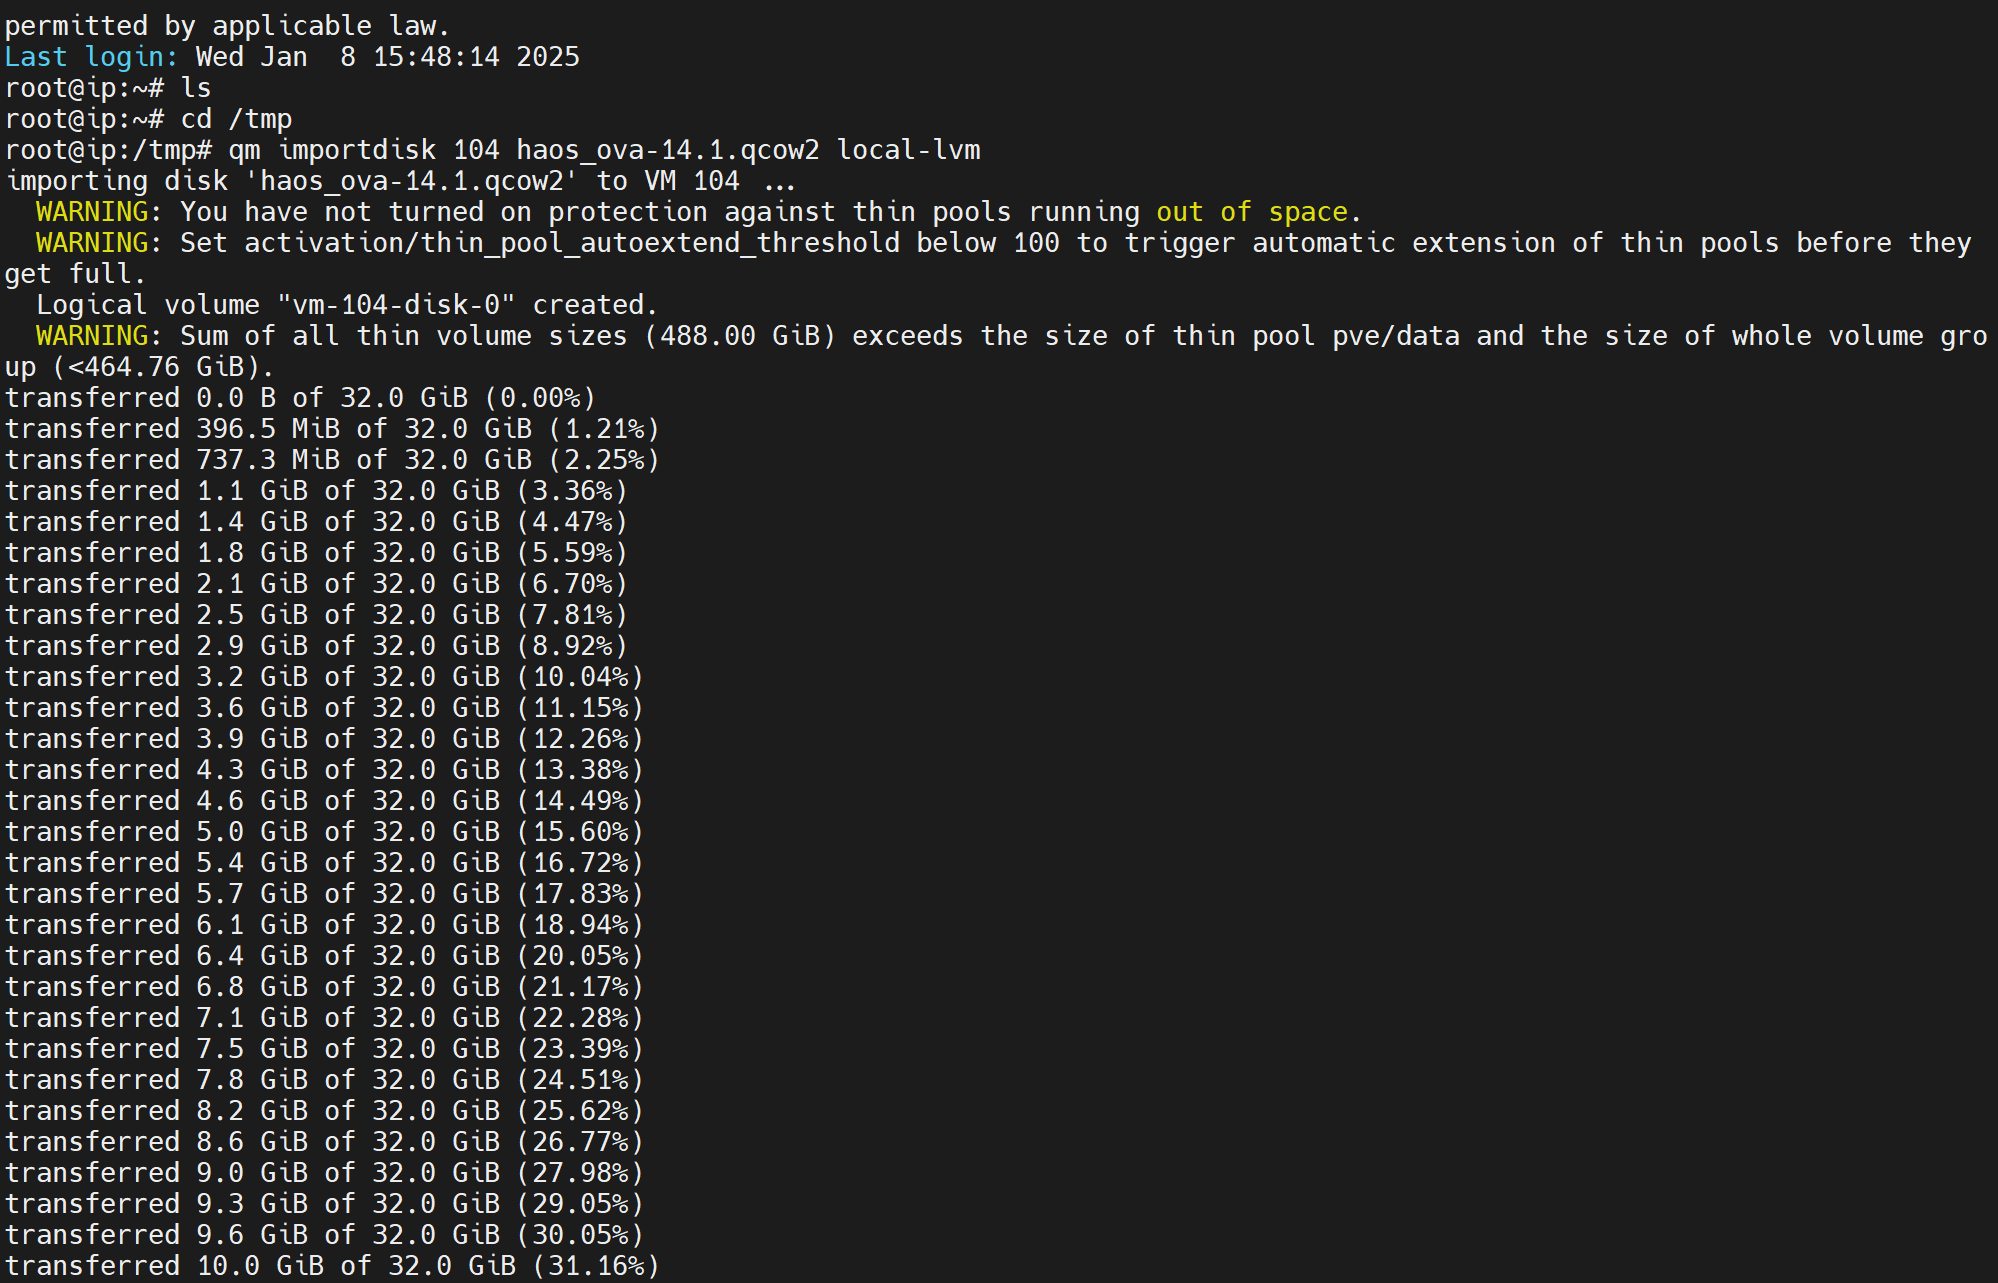 permitted by applicable law.
Last login: Wed Jan  8 15:48:14 2025
root@ip:~# ls
root@ip:~# cd /tmp
root@ip:/tmp# qm importdisk 104 haos_ova-14.1.qcow2 local-lvm
importing disk 'haos_ova-14.1.qcow2' to VM 104 ...
  WARNING: You have not turned on protection against thin pools running out of space.
  WARNING: Set activation/thin_pool_autoextend_threshold below 100 to trigger automatic extension of thin pools before they
get full.
  Logical volume "vm-104-disk-0" created.
  WARNING: Sum of all thin volume sizes (488.00 GiB) exceeds the size of thin pool pve/data and the size of whole volume gro
up (<464.76 GiB).
transferred 0.0 B of 32.0 GiB (0.00%)
transferred 396.5 MiB of 32.0 GiB (1.21%)
transferred 737.3 MiB of 32.0 GiB (2.25%)
transferred 1.1 GiB of 32.0 GiB (3.36%)
transferred 1.4 GiB of 32.0 GiB (4.47%)
transferred 1.8 GiB of 32.0 GiB (5.59%)
transferred 2.1 GiB of 32.0 GiB (6.70%)
transferred 2.5 GiB of 32.0 GiB (7.81%)
transferred 2.9 GiB of 32.0 GiB (8.92%)
transferred 3.2 GiB of 32.0 GiB (10.04%)
transferred 3.6 GiB of 32.0 GiB (11.15%)
transferred 3.9 GiB of 32.0 GiB (12.26%)
transferred 4.3 GiB of 32.0 GiB (13.38%)
transferred 4.6 GiB of 32.0 GiB (14.49%)
transferred 5.0 GiB of 32.0 GiB (15.60%)
transferred 5.4 GiB of 32.0 GiB (16.72%)
transferred 5.7 GiB of 32.0 GiB (17.83%)
transferred 6.1 GiB of 32.0 GiB (18.94%)
transferred 6.4 GiB of 32.0 GiB (20.05%)
transferred 6.8 GiB of 32.0 GiB (21.17%)
transferred 7.1 GiB of 32.0 GiB (22.28%)
transferred 7.5 GiB of 32.0 GiB (23.39%)
transferred 7.8 GiB of 32.0 GiB (24.51%)
transferred 8.2 GiB of 32.0 GiB (25.62%)
transferred 8.6 GiB of 32.0 GiB (26.77%)
transferred 9.0 GiB of 32.0 GiB (27.98%)
transferred 9.3 GiB of 32.0 GiB (29.05%)
transferred 9.6 GiB of 32.0 GiB (30.05%)
transferred 10.0 GiB of 32.0 GiB (31.16%)